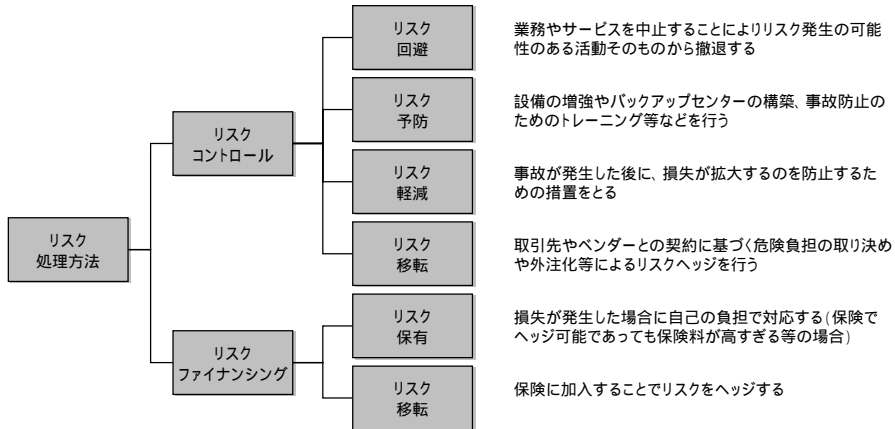 リスク
回避
業務やサービスを中止することによりリスク発生の可能
性のある活動そのものから撤退する
リスク
予防
設備の増強やバックアップセンターの構築、事故防止の
ためのトレーニング等などを行う
リスク
コントロール
リスク
軽減
事故が発生した後に、損失が拡大するのを防止するた
めの措置をとる
リスク
処理方法
リスク
移転
取引先やベンダーとの契約に基づく危険負担の取り決め
や外注化等によるリスクヘッジを行う
リスク
保有
損失が発生した場合に自己の負担で対応する(保険で
ヘッジ可能であっても保険料が高すぎる等の場合)
リスク
ファイナンシング
リスク
移転
保険に加入することでリスクをヘッジする